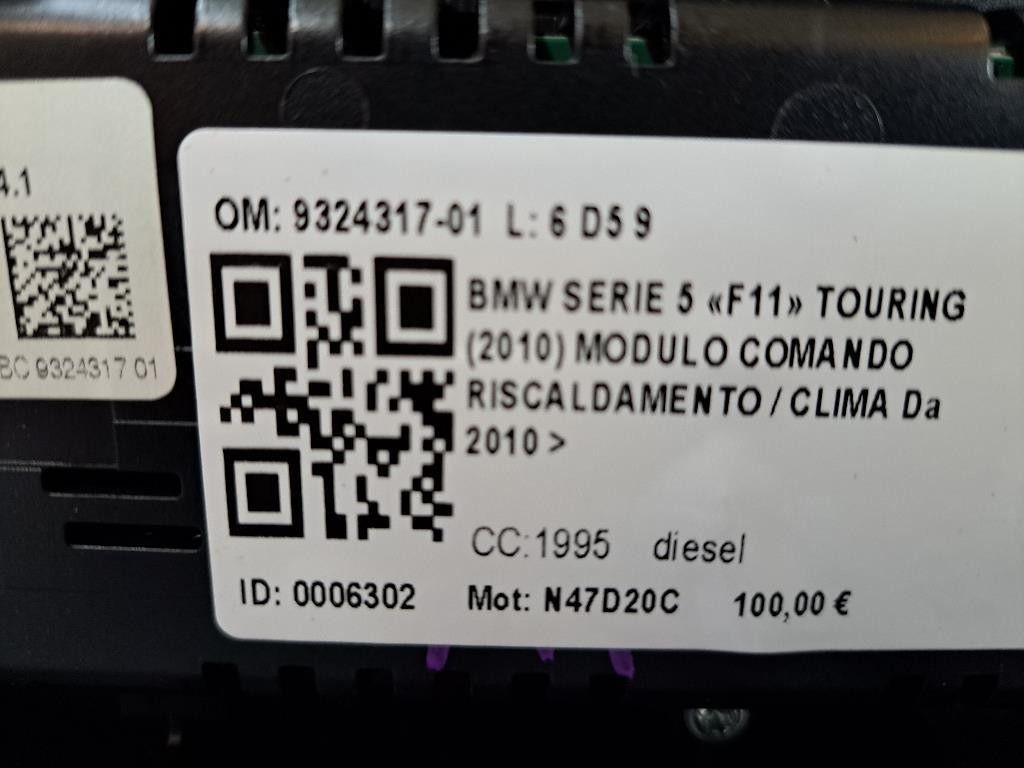 4.1
BC 9324317 01
OM: 9324317-01 L: 6 D5 9
BMW SERIE 5 «F11» TOURING
(2010) MODULO COMANDO
RISCALDAMENTO / CLIMA Da
2010 >
CC:1995 diesel
ID: 0006302 Mot: N47D20C 100,00 €